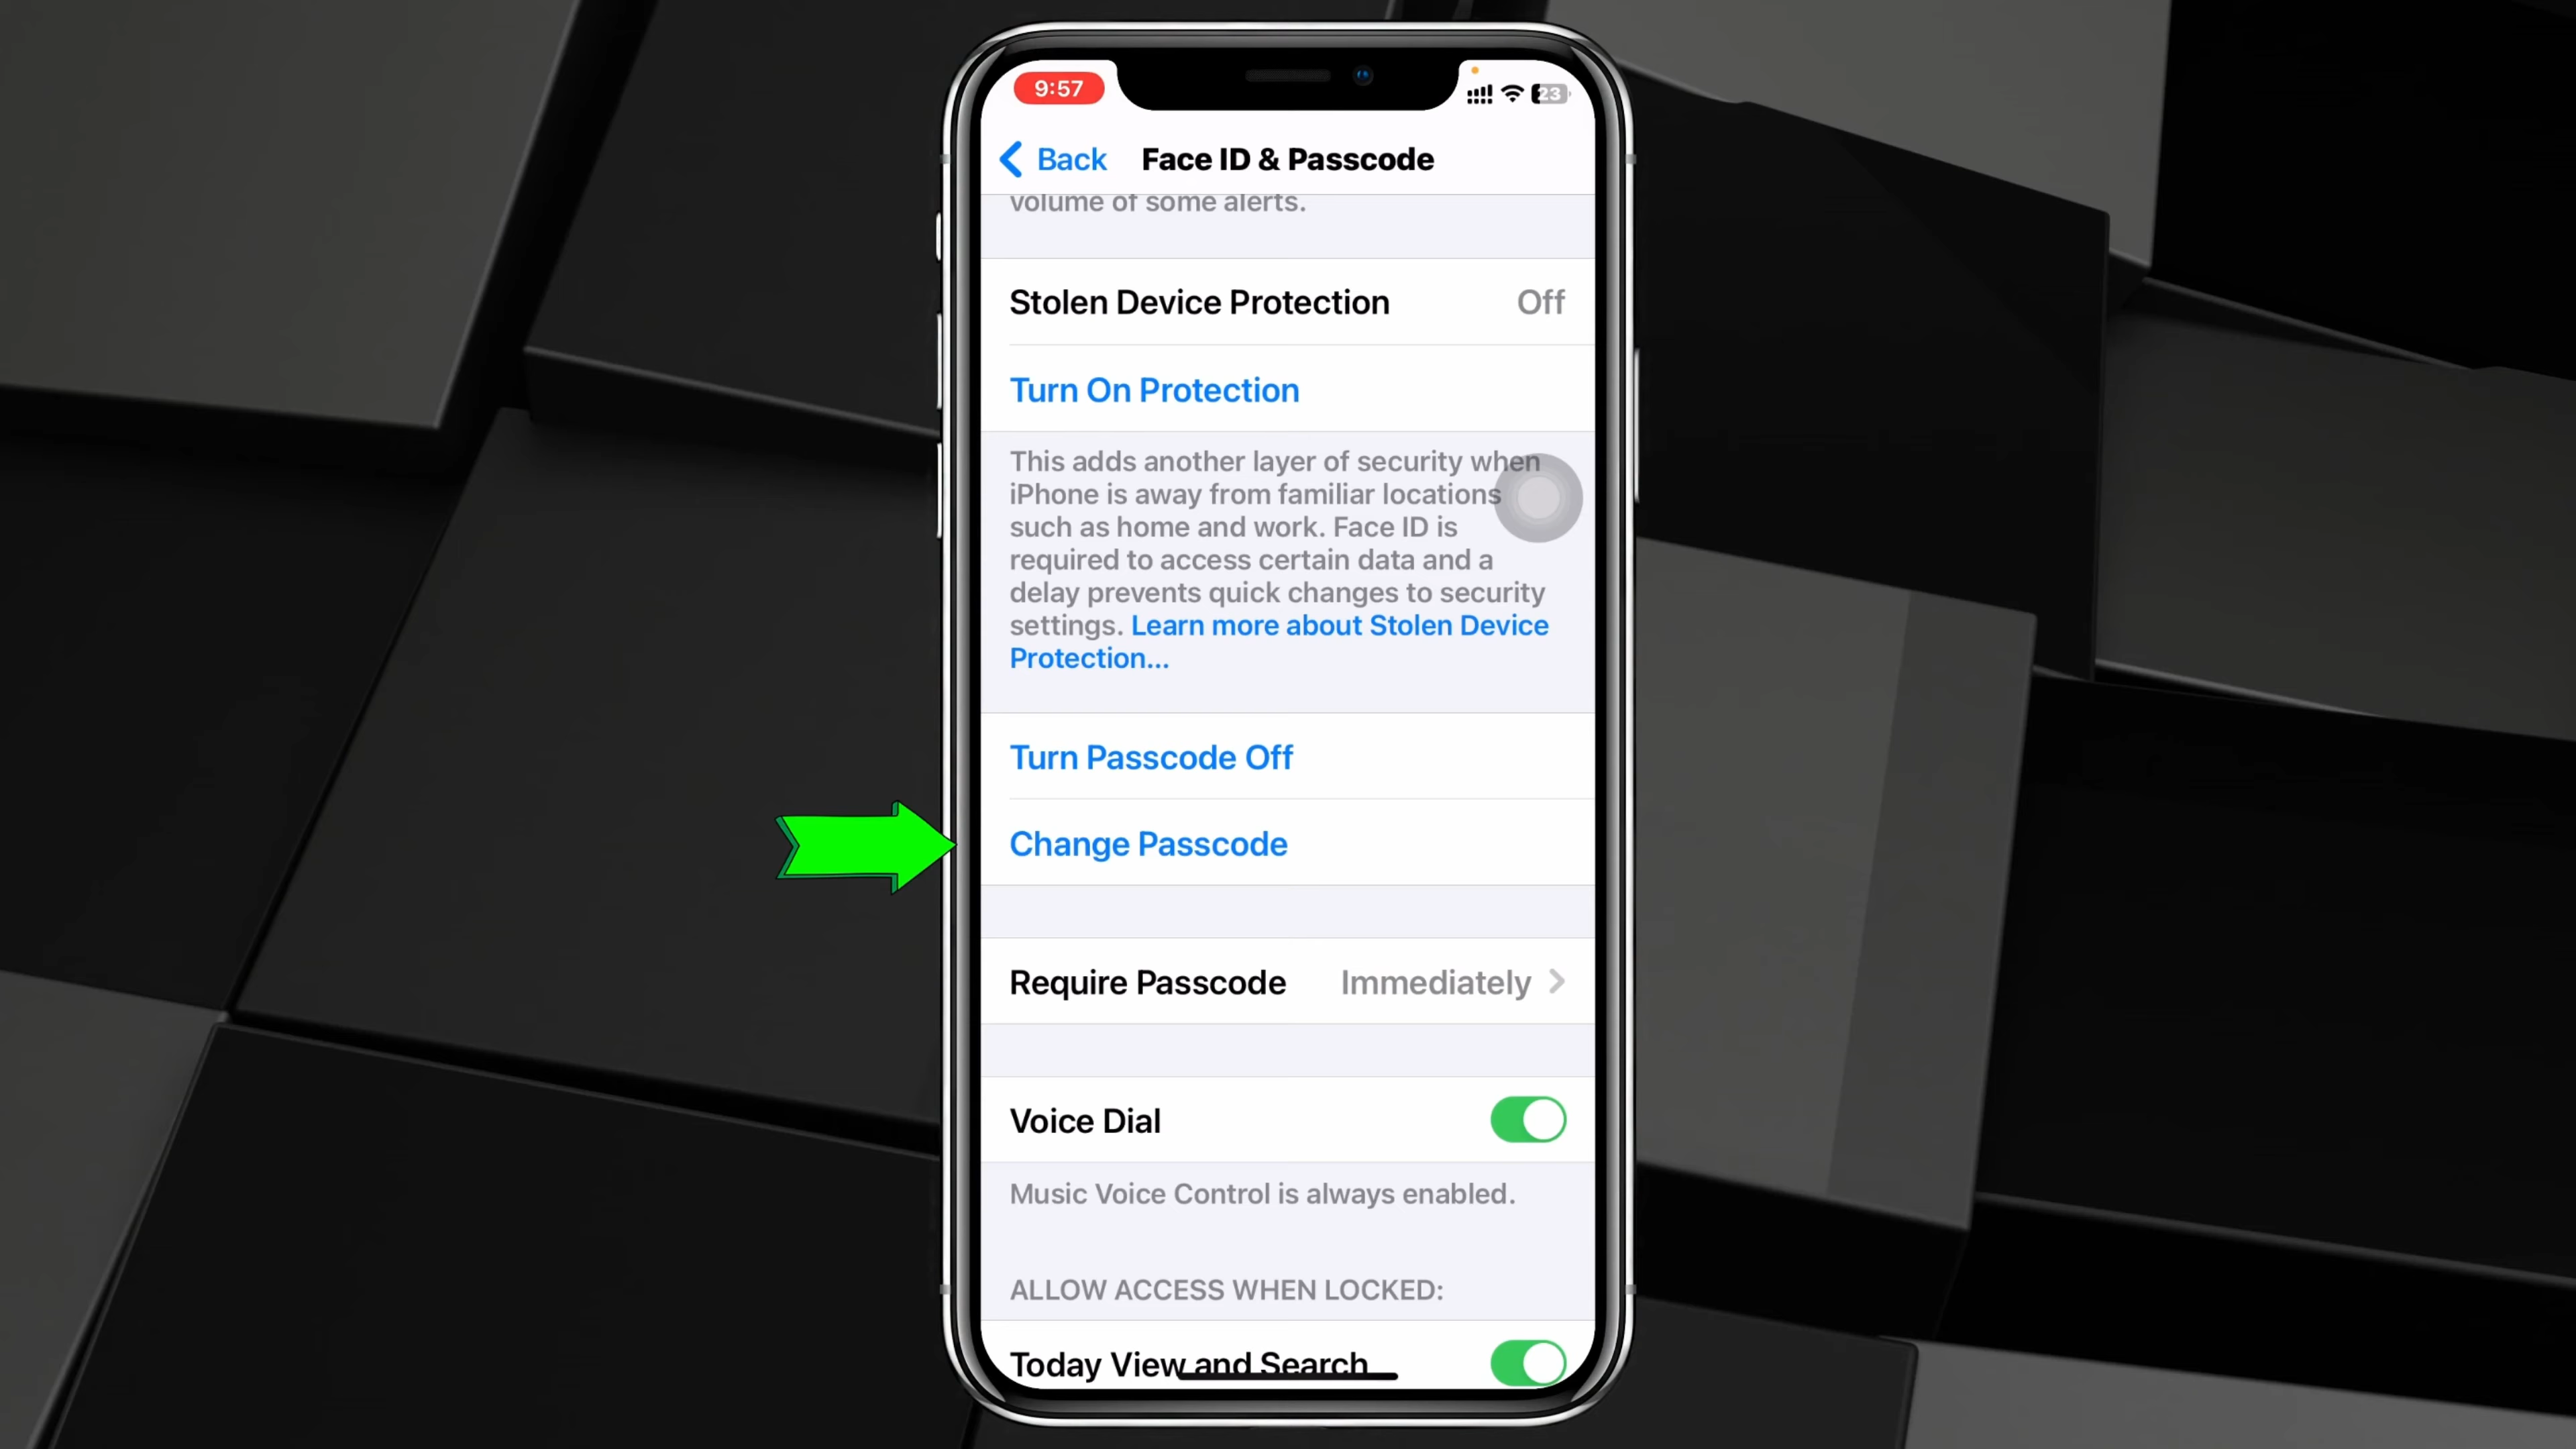 9:57
23
Back Face ID & Passcode
volume of some alerts.
Stolen Device Protection Off
Turn On Protection
This adds another layer of security when
iPhone is away from familiar locations
such as home and work. Face ID is
required to access certain data and a
delay prevents quick changes to security
settings. Learn more about Stolen Device
Protection...
Turn Passcode Off
Change Passcode
Require Passcode Immediately
Voice Dial
Music Voice Control is always enabled.
ALLOW ACCESS WHEN LOCKED:
Today View and Search